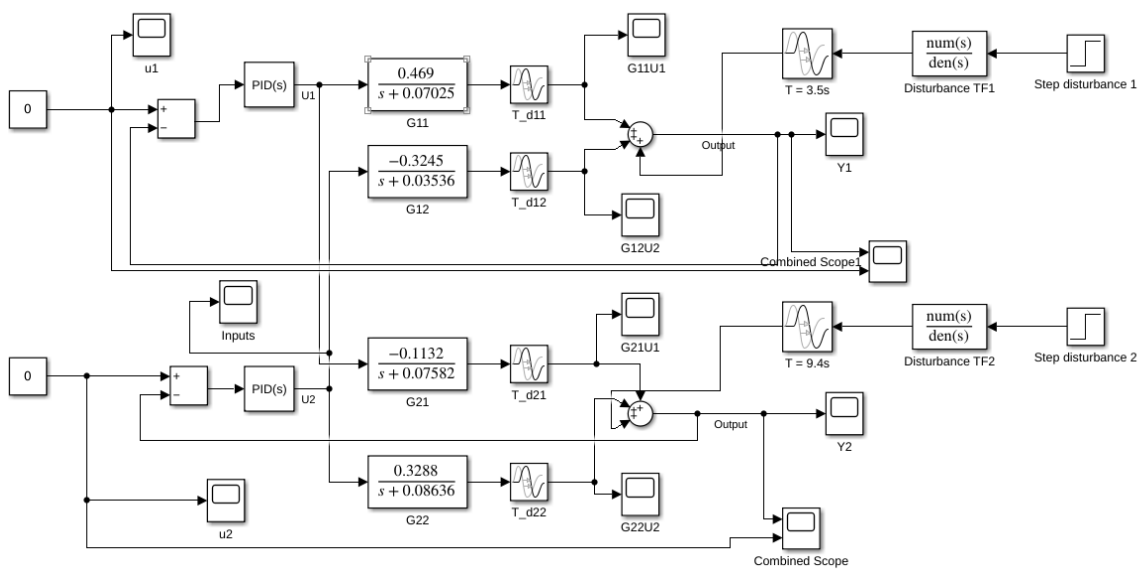 u1
G11U1
T = 3.5s
num(s)
den(s)
Disturbance TF1
Step disturbance 1
0
+
−
PID(s)
U1
0.469
s + 0.07025
G11
T_d11
+
+
+
Output
Y1
−0.3245
s + 0.03536
G12
T_d12
G12U2
Combined Scope1
Inputs
G21U1
T = 9.4s
num(s)
den(s)
Disturbance TF2
Step disturbance 2
0
+
−
PID(s)
U2
−0.1132
s + 0.07582
G21
T_d21
+
+
+
Output
Y2
u2
0.3288
s + 0.08636
G22
T_d22
G22U2
Combined Scope